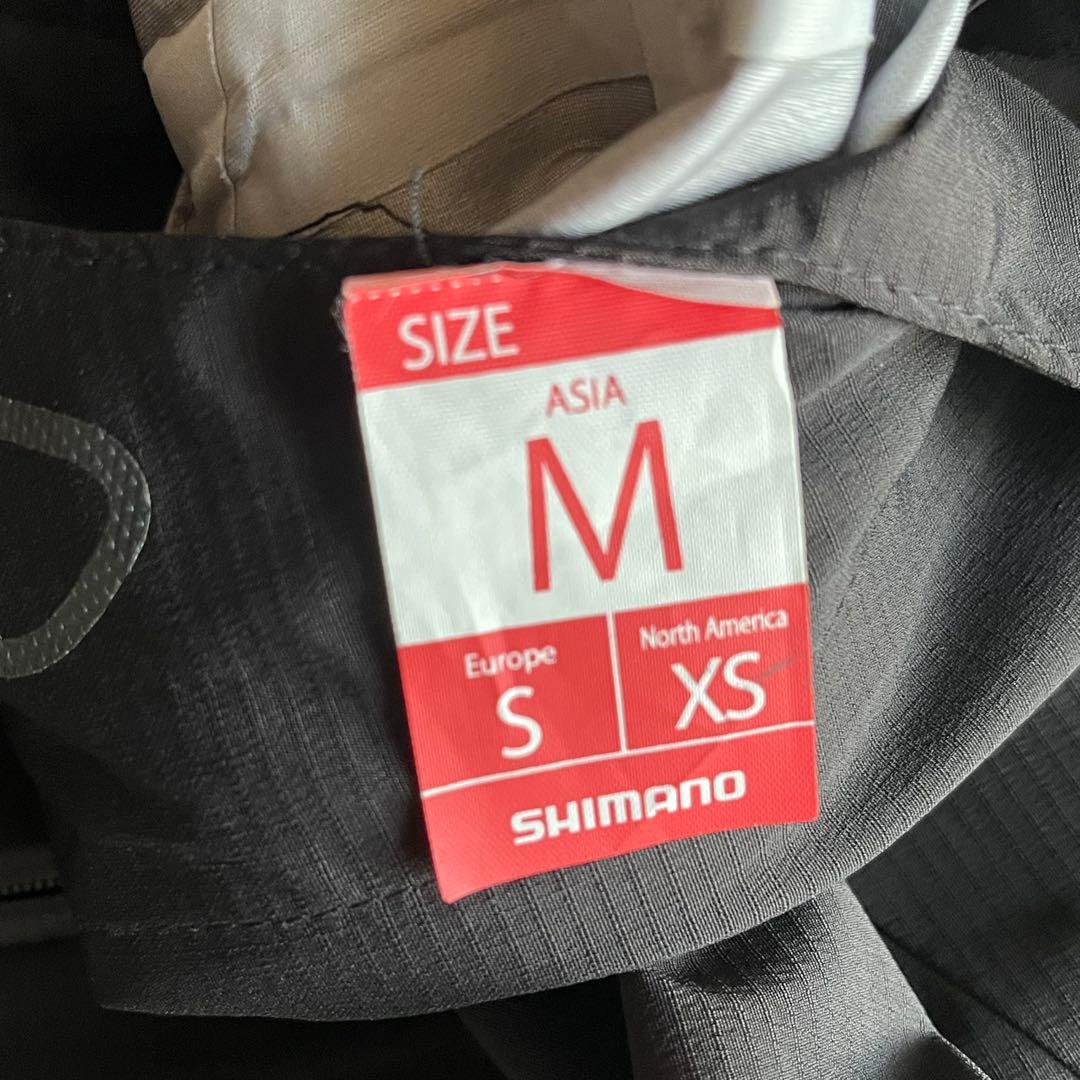 SIZE
ASIA
M
Europe
S
North America
XS
SHIMANO